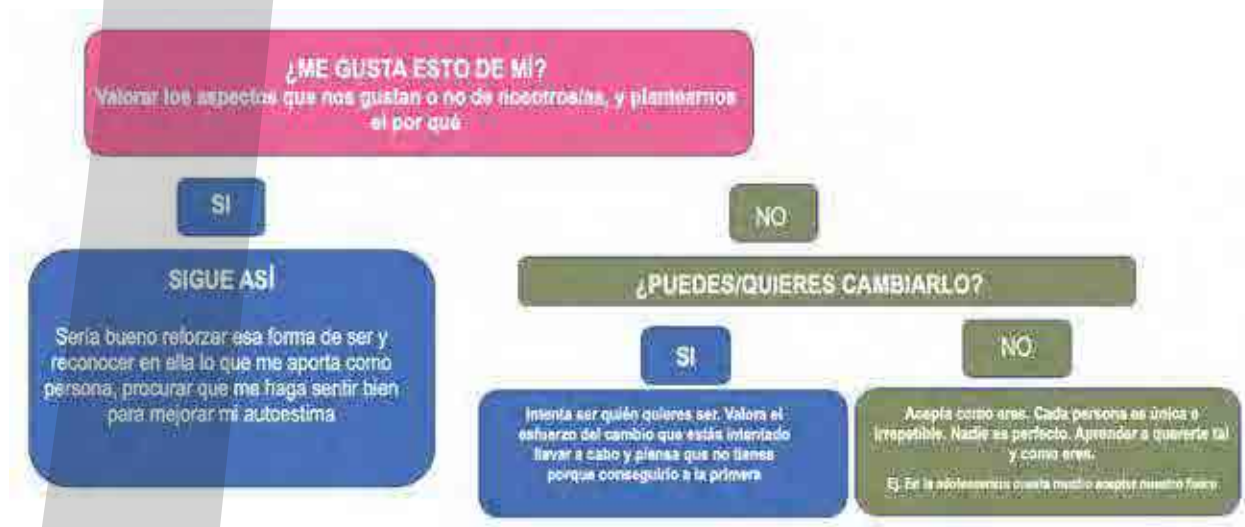 ¿ME GUSTA ESTO DE MÍ?
Valorar los aspectos que nos gustan o no de nosotros/as, y plantearnos
el por qué
SI
NO
SIGUE ASÍ
Sería bueno reforzar esa forma de ser y
reconocer en ella lo que me aporta como
persona, procurar que me haga sentir bien
para mejorar mi autoestima
¿PUEDES/QUIERES CAMBIARLO?
SI
NO
Intenta ser quién quieres ser. Valora el
esfuerzo del cambio que estás intentado
llevar a cabo y piensa que no tienes
porque conseguirlo a la primera
Acepta como eres. Cada persona es única e
irrepetible. Nadie es perfecto. Aprender a quererte tal
y como eres.
Ej. En la adolescencia cuesta mucho aceptar nuestro